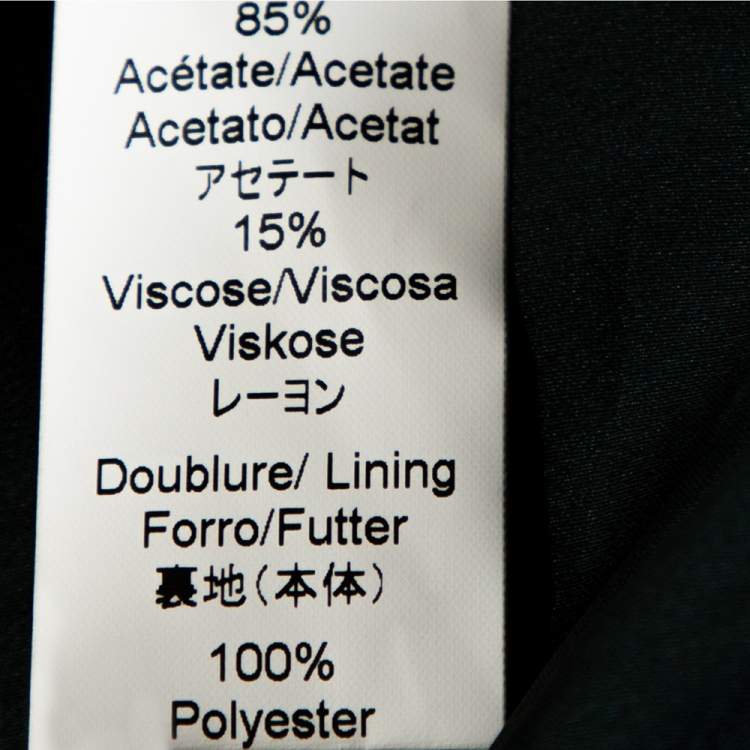 85%
Acétate/Acetate
Acetato/Acetat
アセテート
15%
Viscose/Viscosa
Viskose
レーヨン
Doublure/ Lining
Forro/Futter
裏地(本体)
100%
Polyester